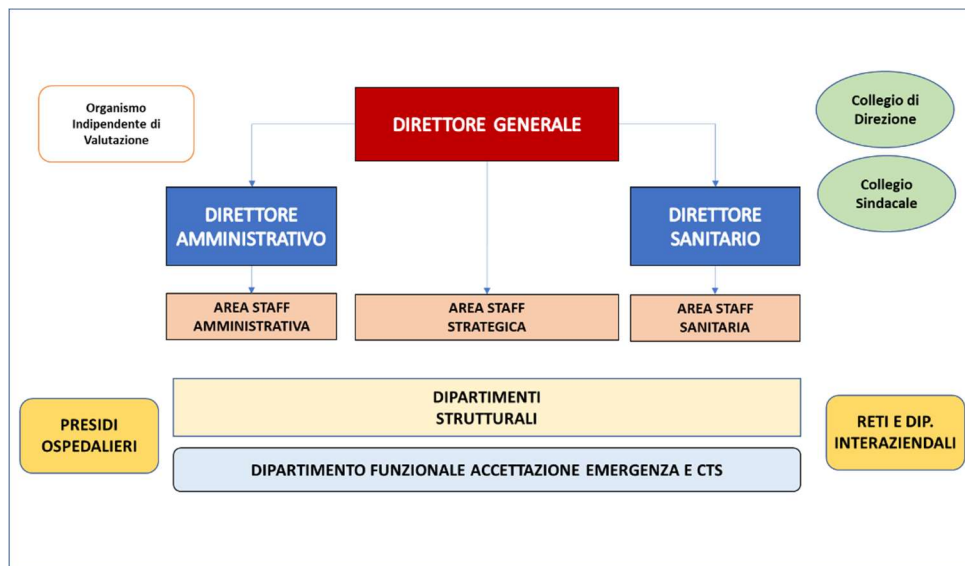 Organismo
Indipendente di
Valutazione
DIRETTORE GENERALE
Collegio di
Direzione
Collegio
Sindacale
DIRETTORE
AMMINISTRATIVO
DIRETTORE
SANITARIO
AREA STAFF
AMMINISTRATIVA
AREA STAFF
STRATEGICA
AREA STAFF
SANITARIA
DIPARTIMENTI
STRUTTURALI
PRESIDI
OSPEDALIERI
RETI E DIP.
INTERAZIENDALI
DIPARTIMENTO FUNZIONALE ACCETTAZIONE EMERGENZA E CTS